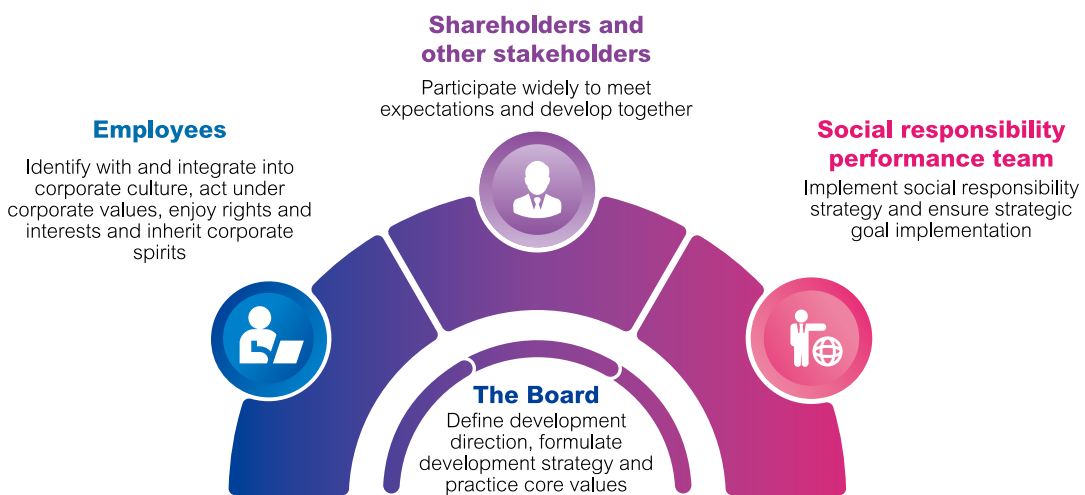 Shareholders and
other stakeholders
Participate widely to meet
expectations and develop together
Employees
Identify with and integrate into
corporate culture, act under
corporate values, enjoy rights and
interests and inherit corporate
spirits
Social responsibility
performance team
Implement social responsibility
strategy and ensure strategic
goal implementation
The Board
Define development
direction, formulate
development strategy and
practice core values